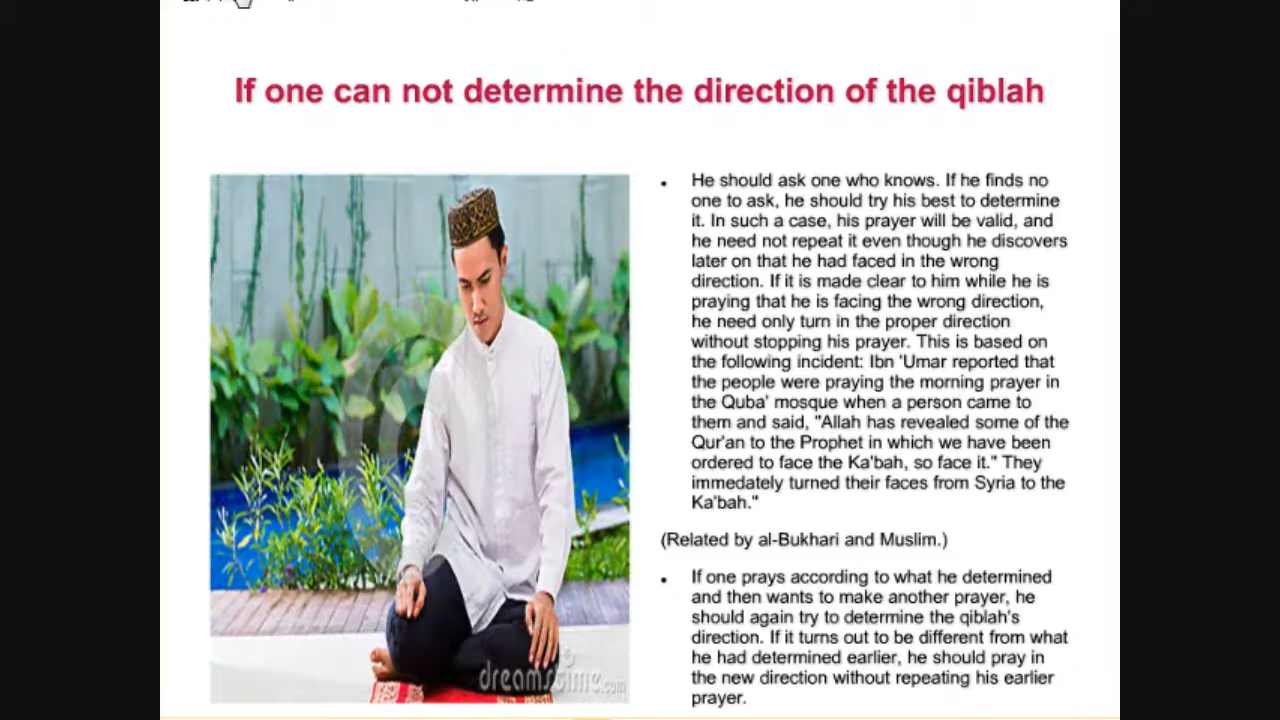 If one can not determine the direction of the qiblah
• He should ask one who knows. If he finds no
one to ask, he should try his best to determine
it. In such a case, his prayer will be valid, and
he need not repeat it even though he discovers
later on that he had faced in the wrong
direction. If it is made clear to him while he is
praying that he is facing the wrong direction,
he need only turn in the proper direction
without stopping his prayer. This is based on
the following incident: Ibn 'Umar reported that
the people were praying the morning prayer in
the Quba' mosque when a person came to
them and said, "Allah has revealed some of the
Qur'an to the Prophet in which we have been
ordered to face the Ka'bah, so face it." They
immedately turned their faces from Syria to the
Ka'bah."
(Related by al-Bukhari and Muslim.)
• If one prays according to what he determined
and then wants to make another prayer, he
should again try to determine the qiblah's
direction. If it turns out to be different from what
he had determined earlier, he should pray in
the new direction without repeating his earlier
prayer.
dreamstime.com